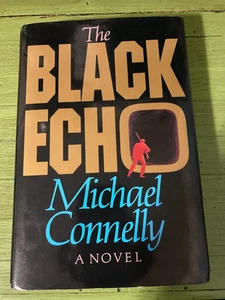 The
BLACK
ECHO
Michael
Connelly
A NOVEL